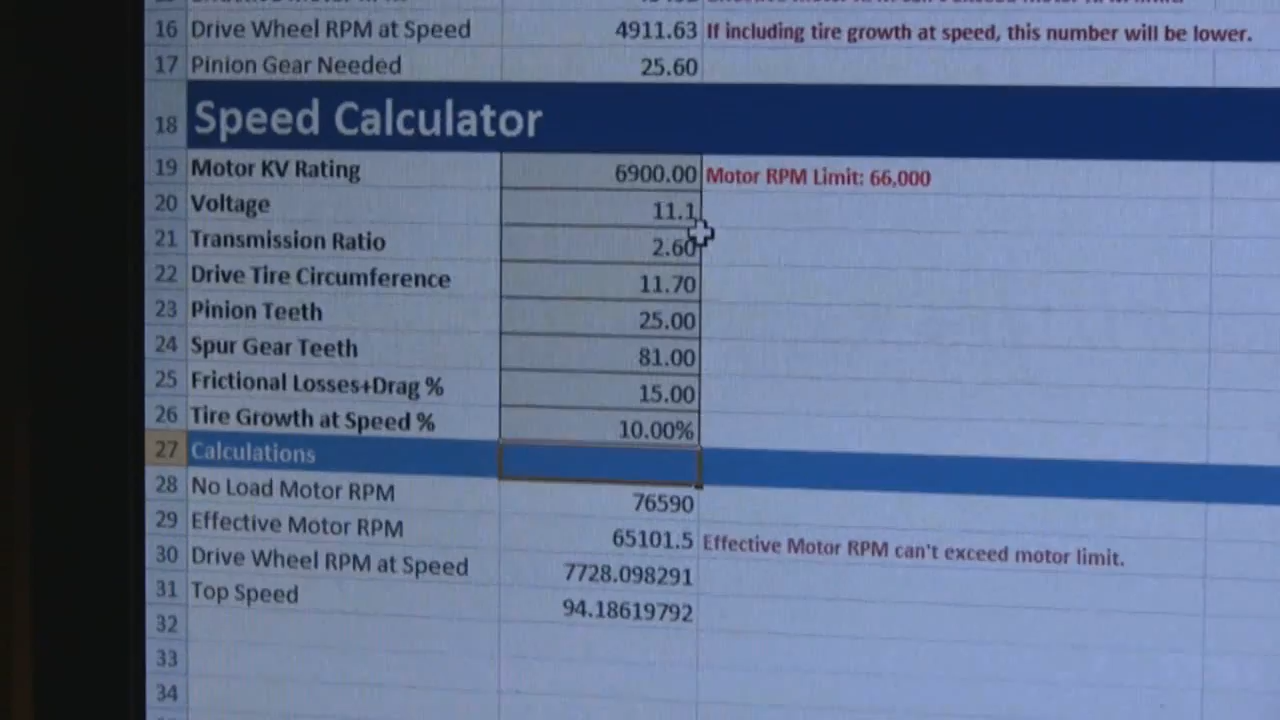 16 Drive Wheel RPM at Speed 4911.63 If including tire growth at speed, this number will be lower.
17 Pinion Gear Needed 25.60
18 Speed Calculator
19 Motor KV Rating 6900.00 Motor RPM Limit: 66,000
20 Voltage 11.1
21 Transmission Ratio 2.60
22 Drive Tire Circumference 11.70
23 Pinion Teeth 25.00
24 Spur Gear Teeth 81.00
25 Frictional Losses+Drag % 15.00
26 Tire Growth at Speed % 10.00%
27 Calculations
28 No Load Motor RPM 76590
29 Effective Motor RPM 65101.5 Effective Motor RPM can't exceed motor limit.
30 Drive Wheel RPM at Speed 7728.098291
31 Top Speed 94.18619792
32
33
34